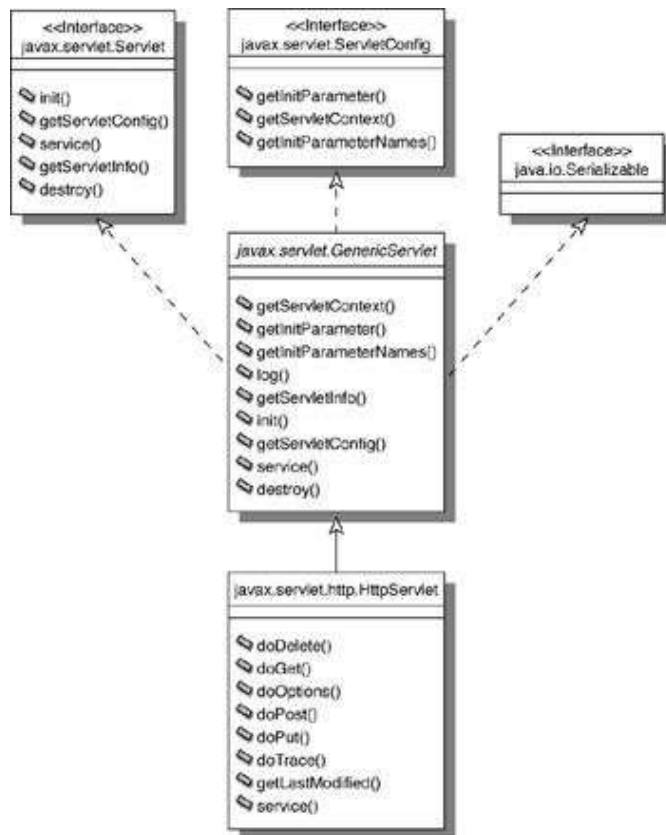 <<Interface>>
javax.servlet.Servlet
init()
getServletConfig()
service()
getServletInfo()
destroy()
<<Interface>>
javax.servlet.ServletConfig
getInitParameter()
getServletContext()
getInitParameterNames()
<<Interface>>
java.io.Serializable
javax.servlet.GenericServlet
getServletContext()
getInitParameter()
getInitParameterNames()
log()
getServletInfo()
init()
getServletConfig()
service()
destroy()
javax.servlet.http.HttpServlet
doDelete()
doGet()
doOptions()
doPost()
doPut()
doTrace()
getLastModified()
service()